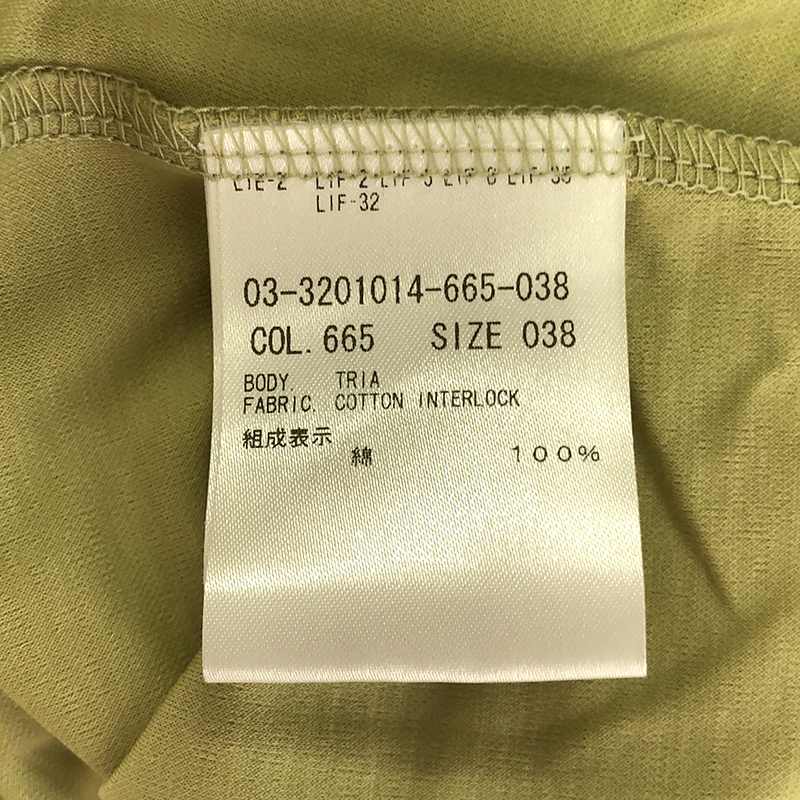 LIF-32
03-3201014-665-038
COL. 665 SIZE 038
BODY. TRIA
FABRIC. COTTON INTERLOCK
組成表示
綿 100%